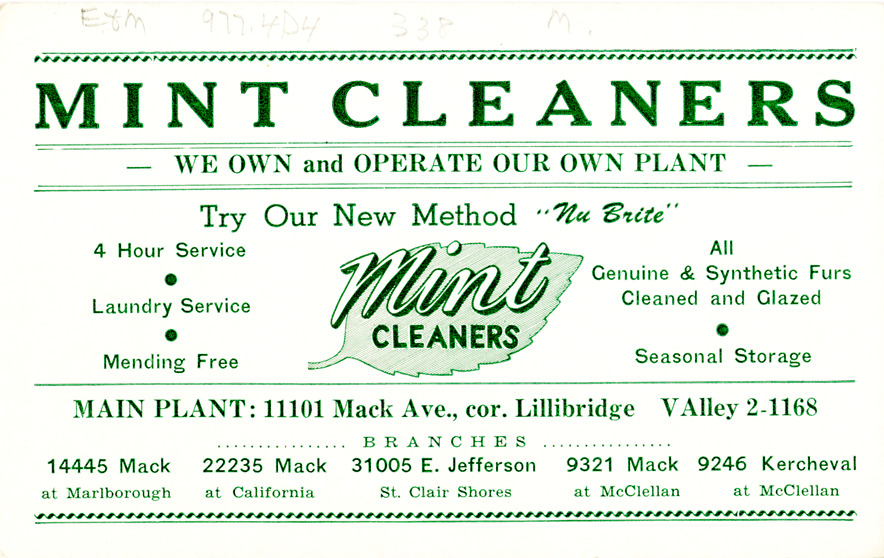 E&M 977.4D4 338 M.
MINT CLEANERS
— WE OWN and OPERATE OUR OWN PLANT —
Try Our New Method "Nu Brite"
4 Hour Service
•
Laundry Service
•
Mending Free
Mint
CLEANERS
All
Genuine & Synthetic Furs
Cleaned and Glazed
•
Seasonal Storage
MAIN PLANT: 11101 Mack Ave., cor. Lillibridge VAlley 2-1168
................ BRANCHES ................
14445 Mack 22235 Mack 31005 E. Jefferson 9321 Mack 9246 Kercheval
at Marlborough at California St. Clair Shores at McClellan at McClellan